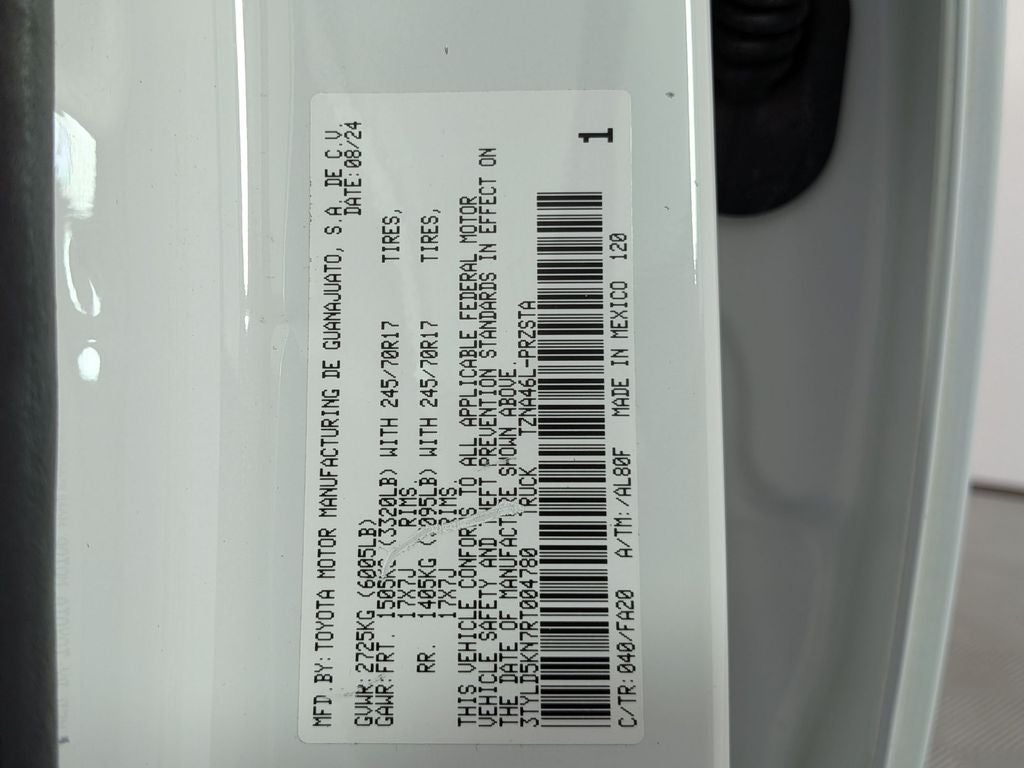 MFD.BY:TOYOTA MOTOR MANUFACTURING DE GUANAJUATO, S.A. DE C.V.
DATE:08/24
GVWR:2725KG (6005LB)
GAWR:FRT. 1505KG (3320LB) WITH 245/70R17 TIRES,
17X7J RIMS
RR. 1405KG (3095LB) WITH 245/70R17 TIRES,
17X7J RIMS
THIS VEHICLE CONFORMS TO ALL APPLICABLE FEDERAL MOTOR
VEHICLE SAFETY AND THEFT PREVENTION STANDARDS IN EFFECT ON
THE DATE OF MANUFACTURE SHOWN ABOVE.
3TYLD5KN7RT004780 TRUCK TZNA46L-PRZSTA
1
C/TR:040/FA20 A/TM:/AL80F MADE IN MEXICO 120